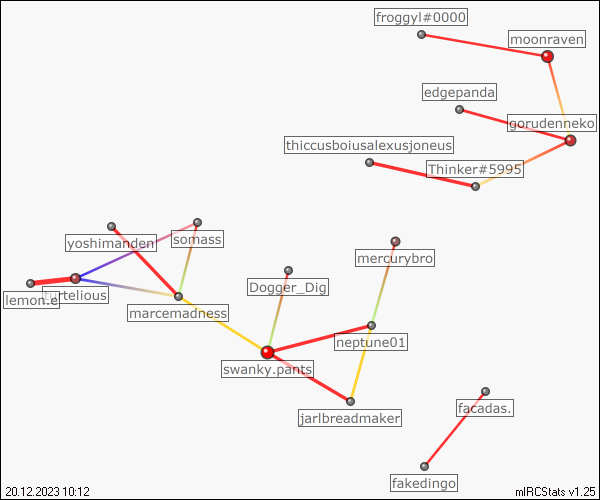 froggyl#0000
moonraven
edgepanda
gorudenneko
thiccusboiusalexusjoneus
Thinker#5995
yoshimanden
somass
mercurybro
Dogger_Dig
lemon.e
turtelious
marcemadness
neptune01
swanky.pants
jarlbreadmaker
facadas.
fakedingo
20.12.2023 10:12
mIRCStats v1.25